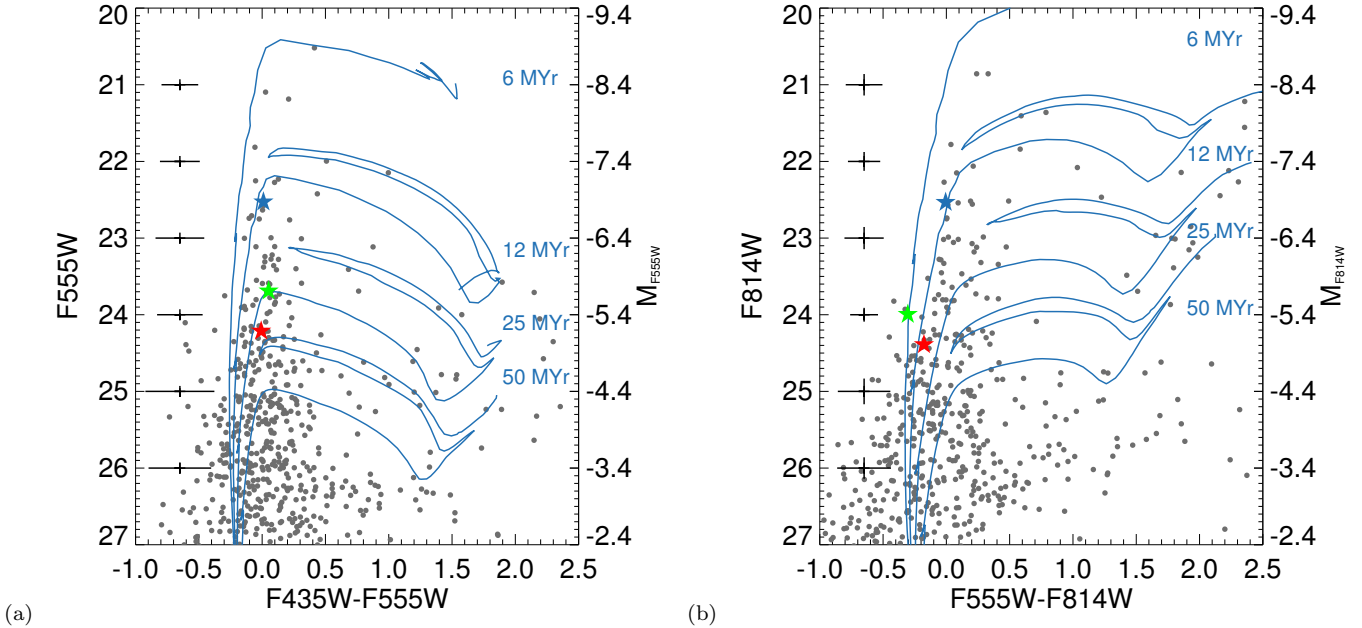 20
21
22
23
24
25
26
27
F555W
-9.4
-8.4
-7.4
-6.4
-5.4
-4.4
-3.4
-2.4
M_F555W
6 MYr
12 MYr
25 MYr
50 MYr
-1.0 -0.5 0.0 0.5 1.0 1.5 2.0 2.5
F435W-F555W
(a)
20
21
22
23
24
25
26
27
F814W
-9.4
-8.4
-7.4
-6.4
-5.4
-4.4
-3.4
-2.4
M_F814W
6 MYr
12 MYr
25 MYr
50 MYr
-1.0 -0.5 0.0 0.5 1.0 1.5 2.0 2.5
F555W-F814W
(b)